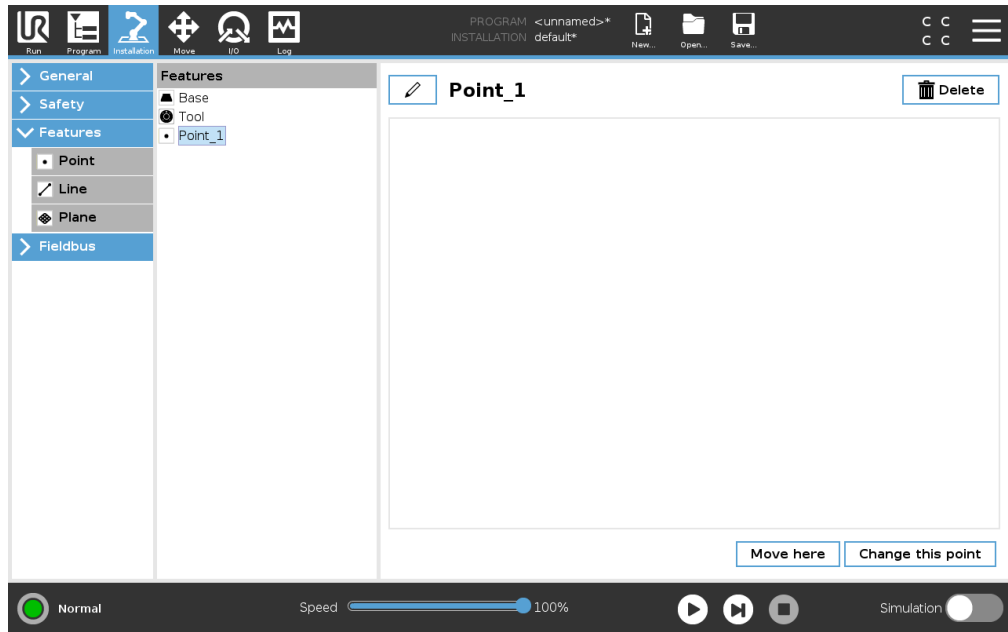 PROGRAM <unnamed>*
INSTALLATION default*
Run
Program
Installation
Move
I/O
Log
New...
Open...
Save...
C C
C C
General
Safety
Features
Point
Line
Plane
Fieldbus
Features
Base
Tool
Point_1
Point_1
Delete
Move here
Change this point
Normal
Speed
100%
Simulation